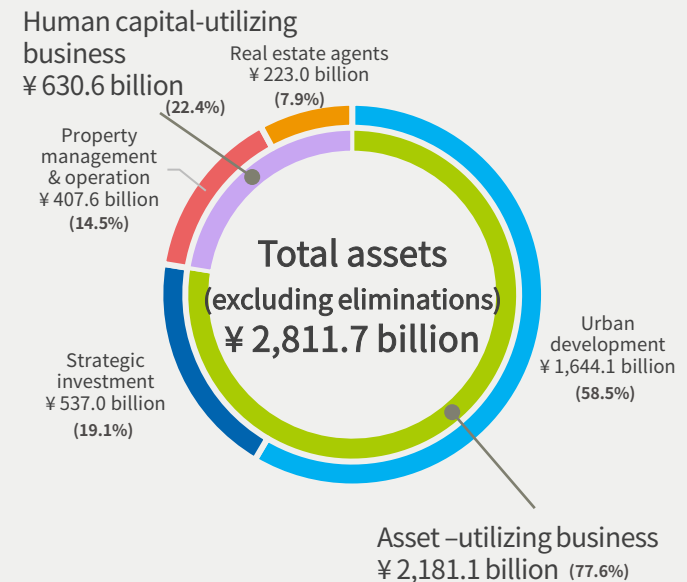 Human capital-utilizing
business
¥ 630.6 billion
(22.4%)
Real estate agents
¥ 223.0 billion
(7.9%)
Property
management
& operation
¥ 407.6 billion
(14.5%)
Total assets
(excluding eliminations)
¥ 2,811.7 billion
Urban
development
¥ 1,644.1 billion
(58.5%)
Strategic
investment
¥ 537.0 billion
(19.1%)
Asset –utilizing business
¥ 2,181.1 billion (77.6%)